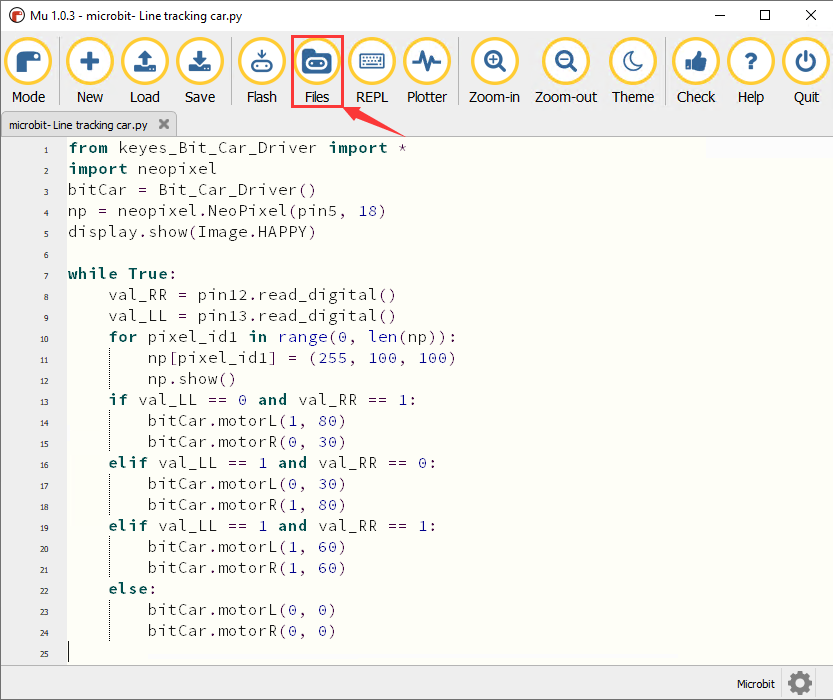 Mu 1.0.3 - microbit- Line tracking car.py
Mode New Load Save Flash Files REPL Plotter Zoom-in Zoom-out Theme Check Help Quit
microbit- Line tracking car.py
1 from keyes_Bit_Car_Driver import *
2 import neopixel
3 bitCar = Bit_Car_Driver()
4 np = neopixel.NeoPixel(pin5, 18)
5 display.show(Image.HAPPY)
6
7 while True:
8     val_RR = pin12.read_digital()
9     val_LL = pin13.read_digital()
10     for pixel_id1 in range(0, len(np)):
11         np[pixel_id1] = (255, 100, 100)
12         np.show()
13     if val_LL == 0 and val_RR == 1:
14         bitCar.motorL(1, 80)
15         bitCar.motorR(0, 30)
16     elif val_LL == 1 and val_RR == 0:
17         bitCar.motorL(0, 30)
18         bitCar.motorR(1, 80)
19     elif val_LL == 1 and val_RR == 1:
20         bitCar.motorL(1, 60)
21         bitCar.motorR(1, 60)
22     else:
23         bitCar.motorL(0, 0)
24         bitCar.motorR(0, 0)
25
Microbit